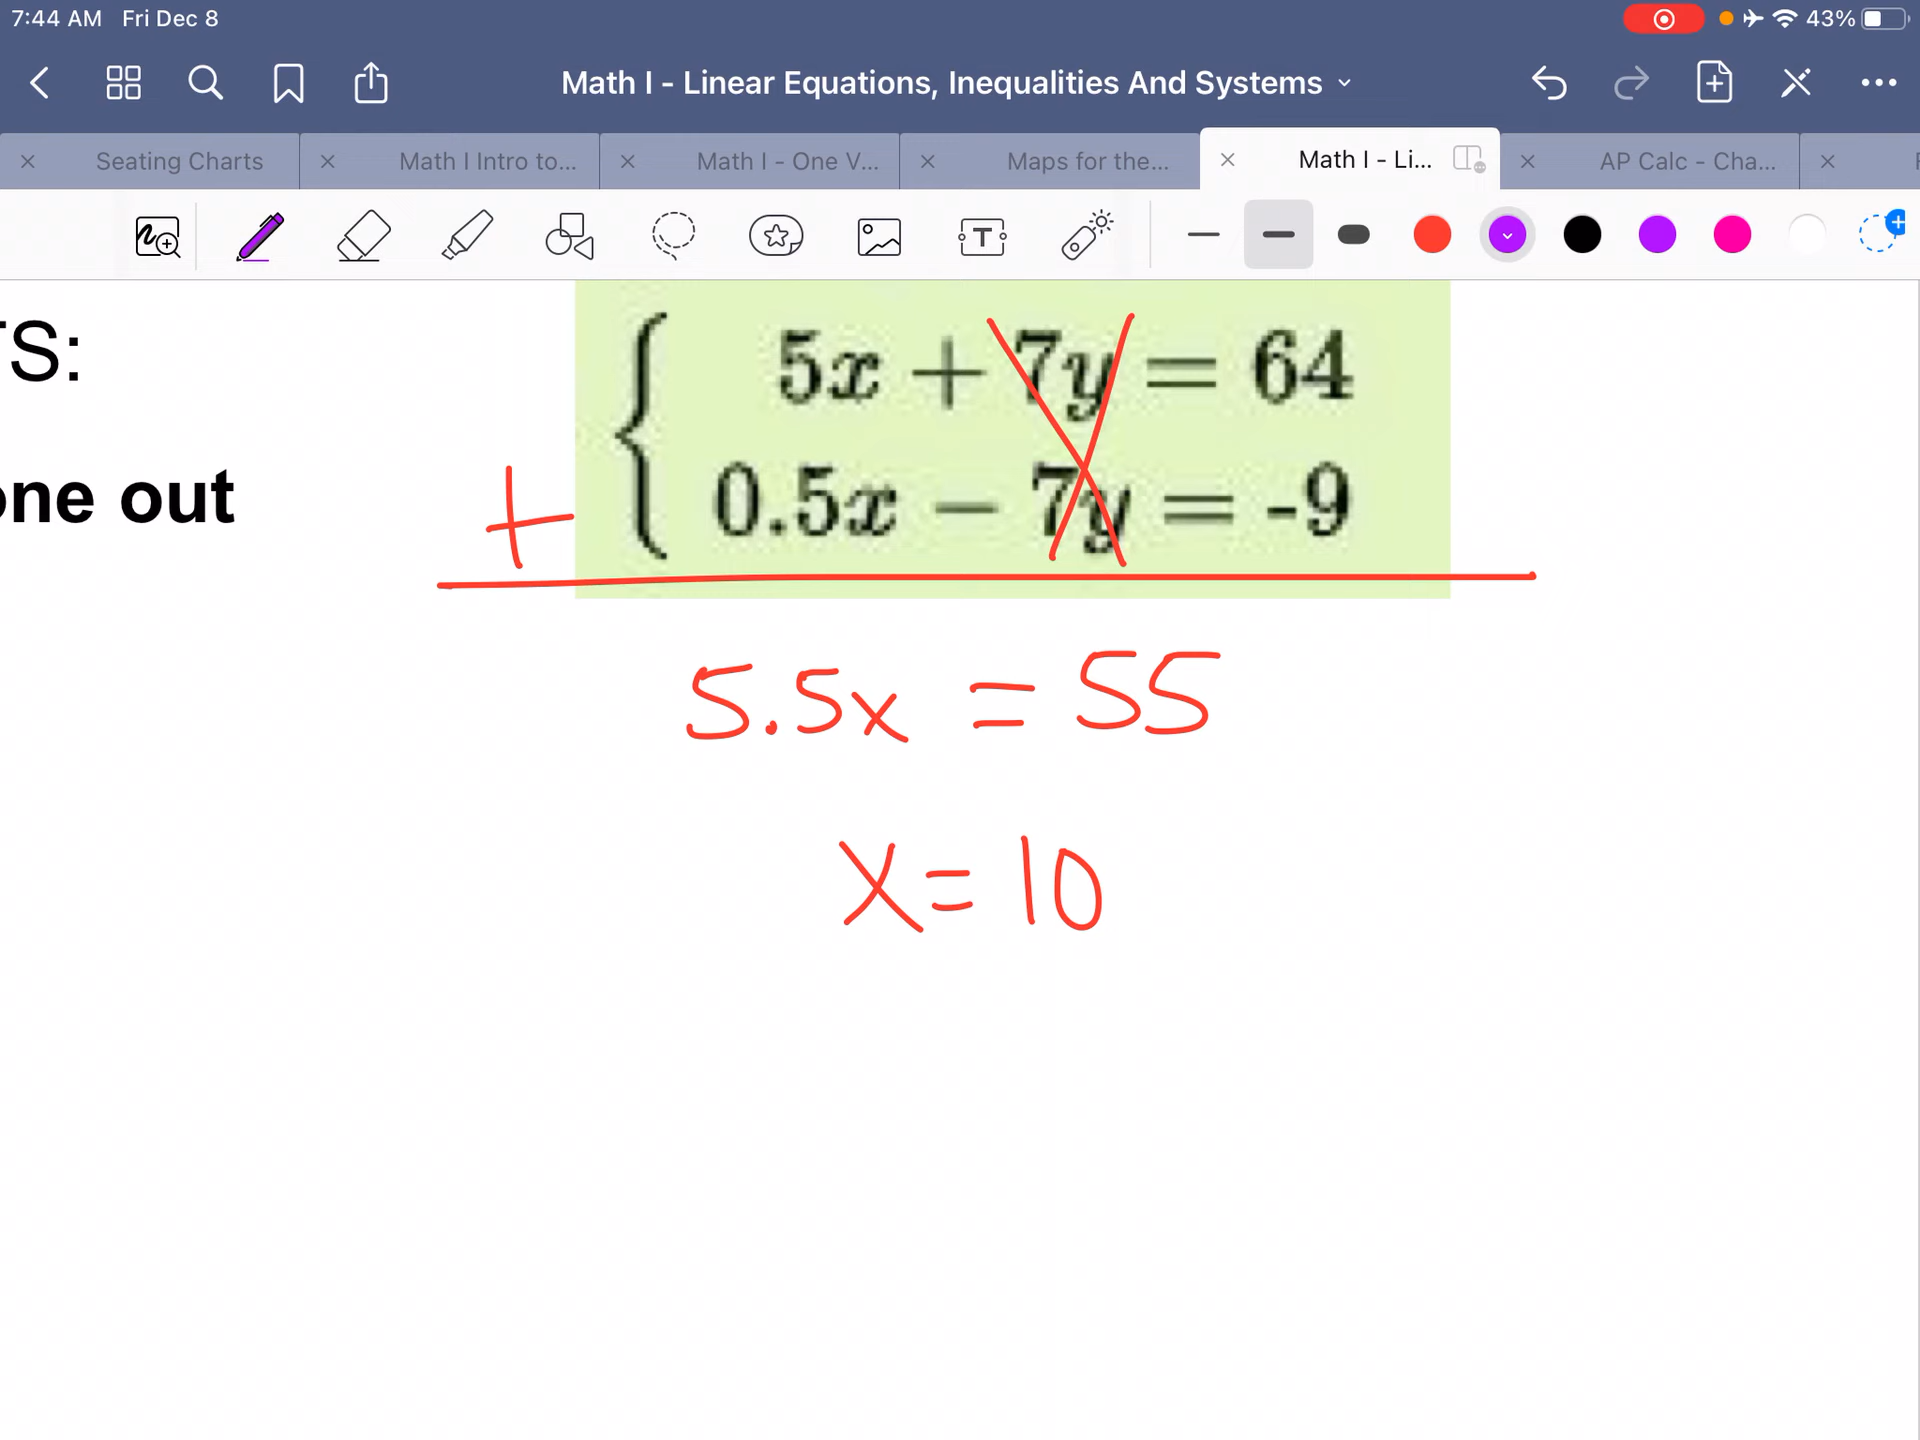 7:44 AM Fri Dec 8
43%
Math I - Linear Equations, Inequalities And Systems
Seating Charts
Math I Intro to...
Math I - One V...
Maps for the...
Math I - Li...
AP Calc - Cha...
TS:
one out
5x + 7y = 64
0.5x − 7y = -9
+
5.5x = 55
x = 10